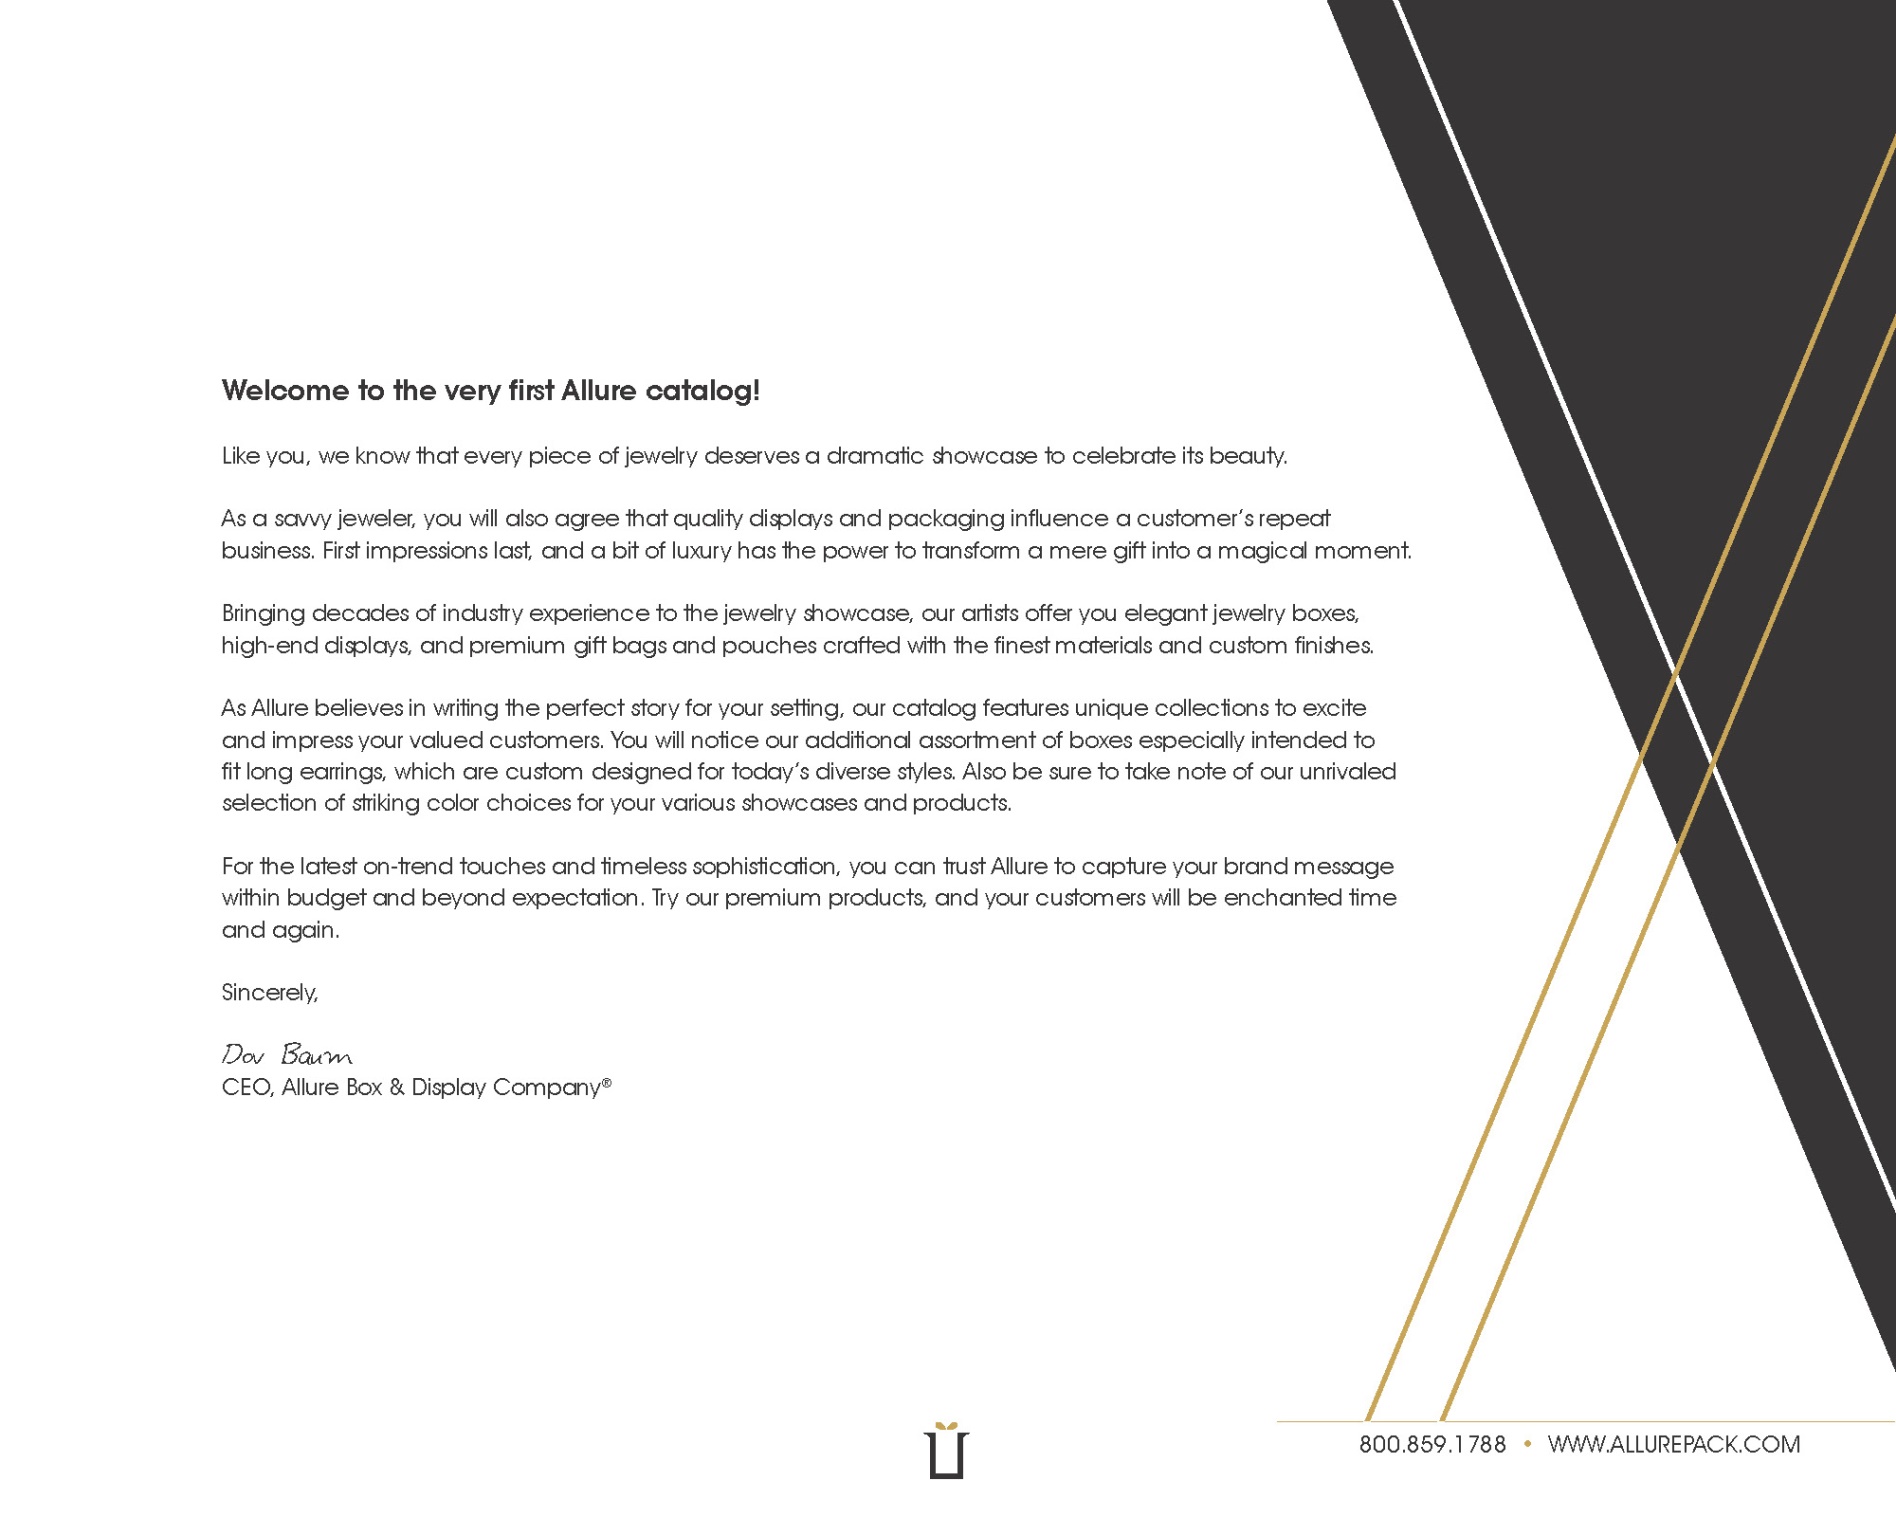 Welcome to the very first Allure catalog!
Like you, we know that every piece of jewelry deserves a dramatic showcase to celebrate its beauty.
As a savvy jeweler, you will also agree that quality displays and packaging influence a customer’s repeat
business. First impressions last, and a bit of luxury has the power to transform a mere gift into a magical moment.
Bringing decades of industry experience to the jewelry showcase, our artists offer you elegant jewelry boxes,
high-end displays, and premium gift bags and pouches crafted with the finest materials and custom finishes.
As Allure believes in writing the perfect story for your setting, our catalog features unique collections to excite
and impress your valued customers. You will notice our additional assortment of boxes especially intended to
fit long earrings, which are custom designed for today’s diverse styles. Also be sure to take note of our unrivaled
selection of striking color choices for your various showcases and products.
For the latest on-trend touches and timeless sophistication, you can trust Allure to capture your brand message
within budget and beyond expectation. Try our premium products, and your customers will be enchanted time
and again.
Sincerely,
Dov Baum
CEO, Allure Box & Display Company®
800.859.1788 • WWW.ALLUREPACK.COM